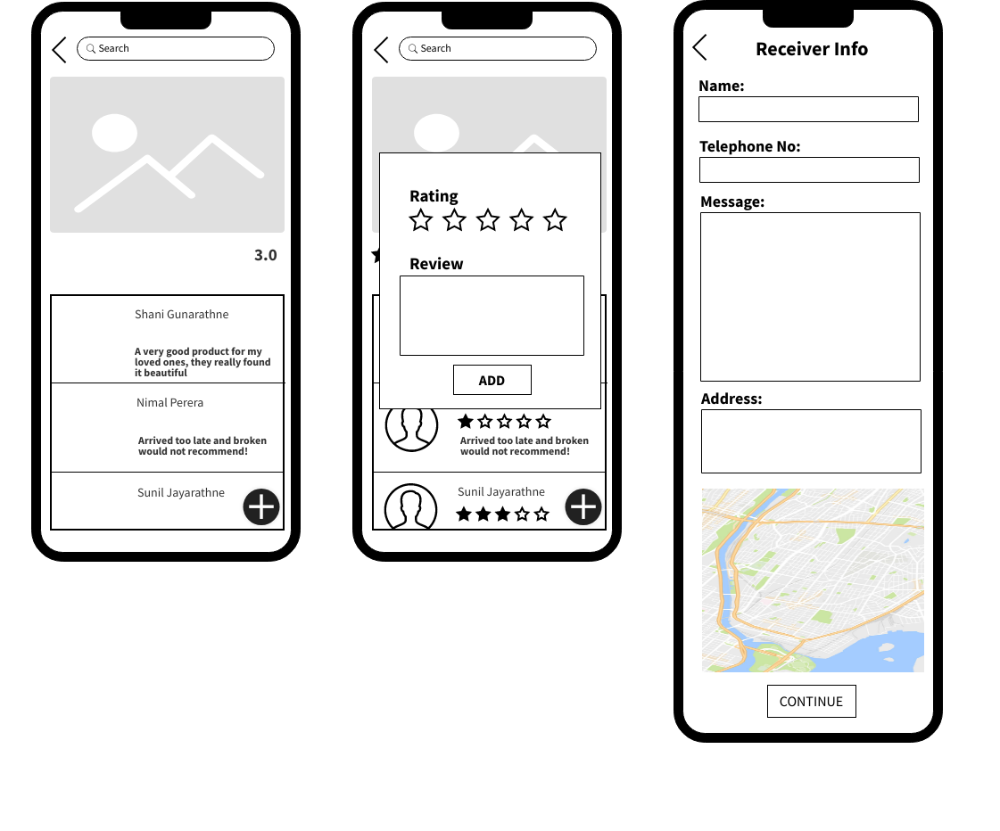 Search
3.0
Shani Gunarathne
A very good product for my
loved ones, they really found
it beautiful
Nimal Perera
Arrived too late and broken
would not recommend!
Sunil Jayarathne
Search
Rating
Review
ADD
Arrived too late and broken
would not recommend!
Sunil Jayarathne
Receiver Info
Name:
Telephone No:
Message:
Address:
CONTINUE